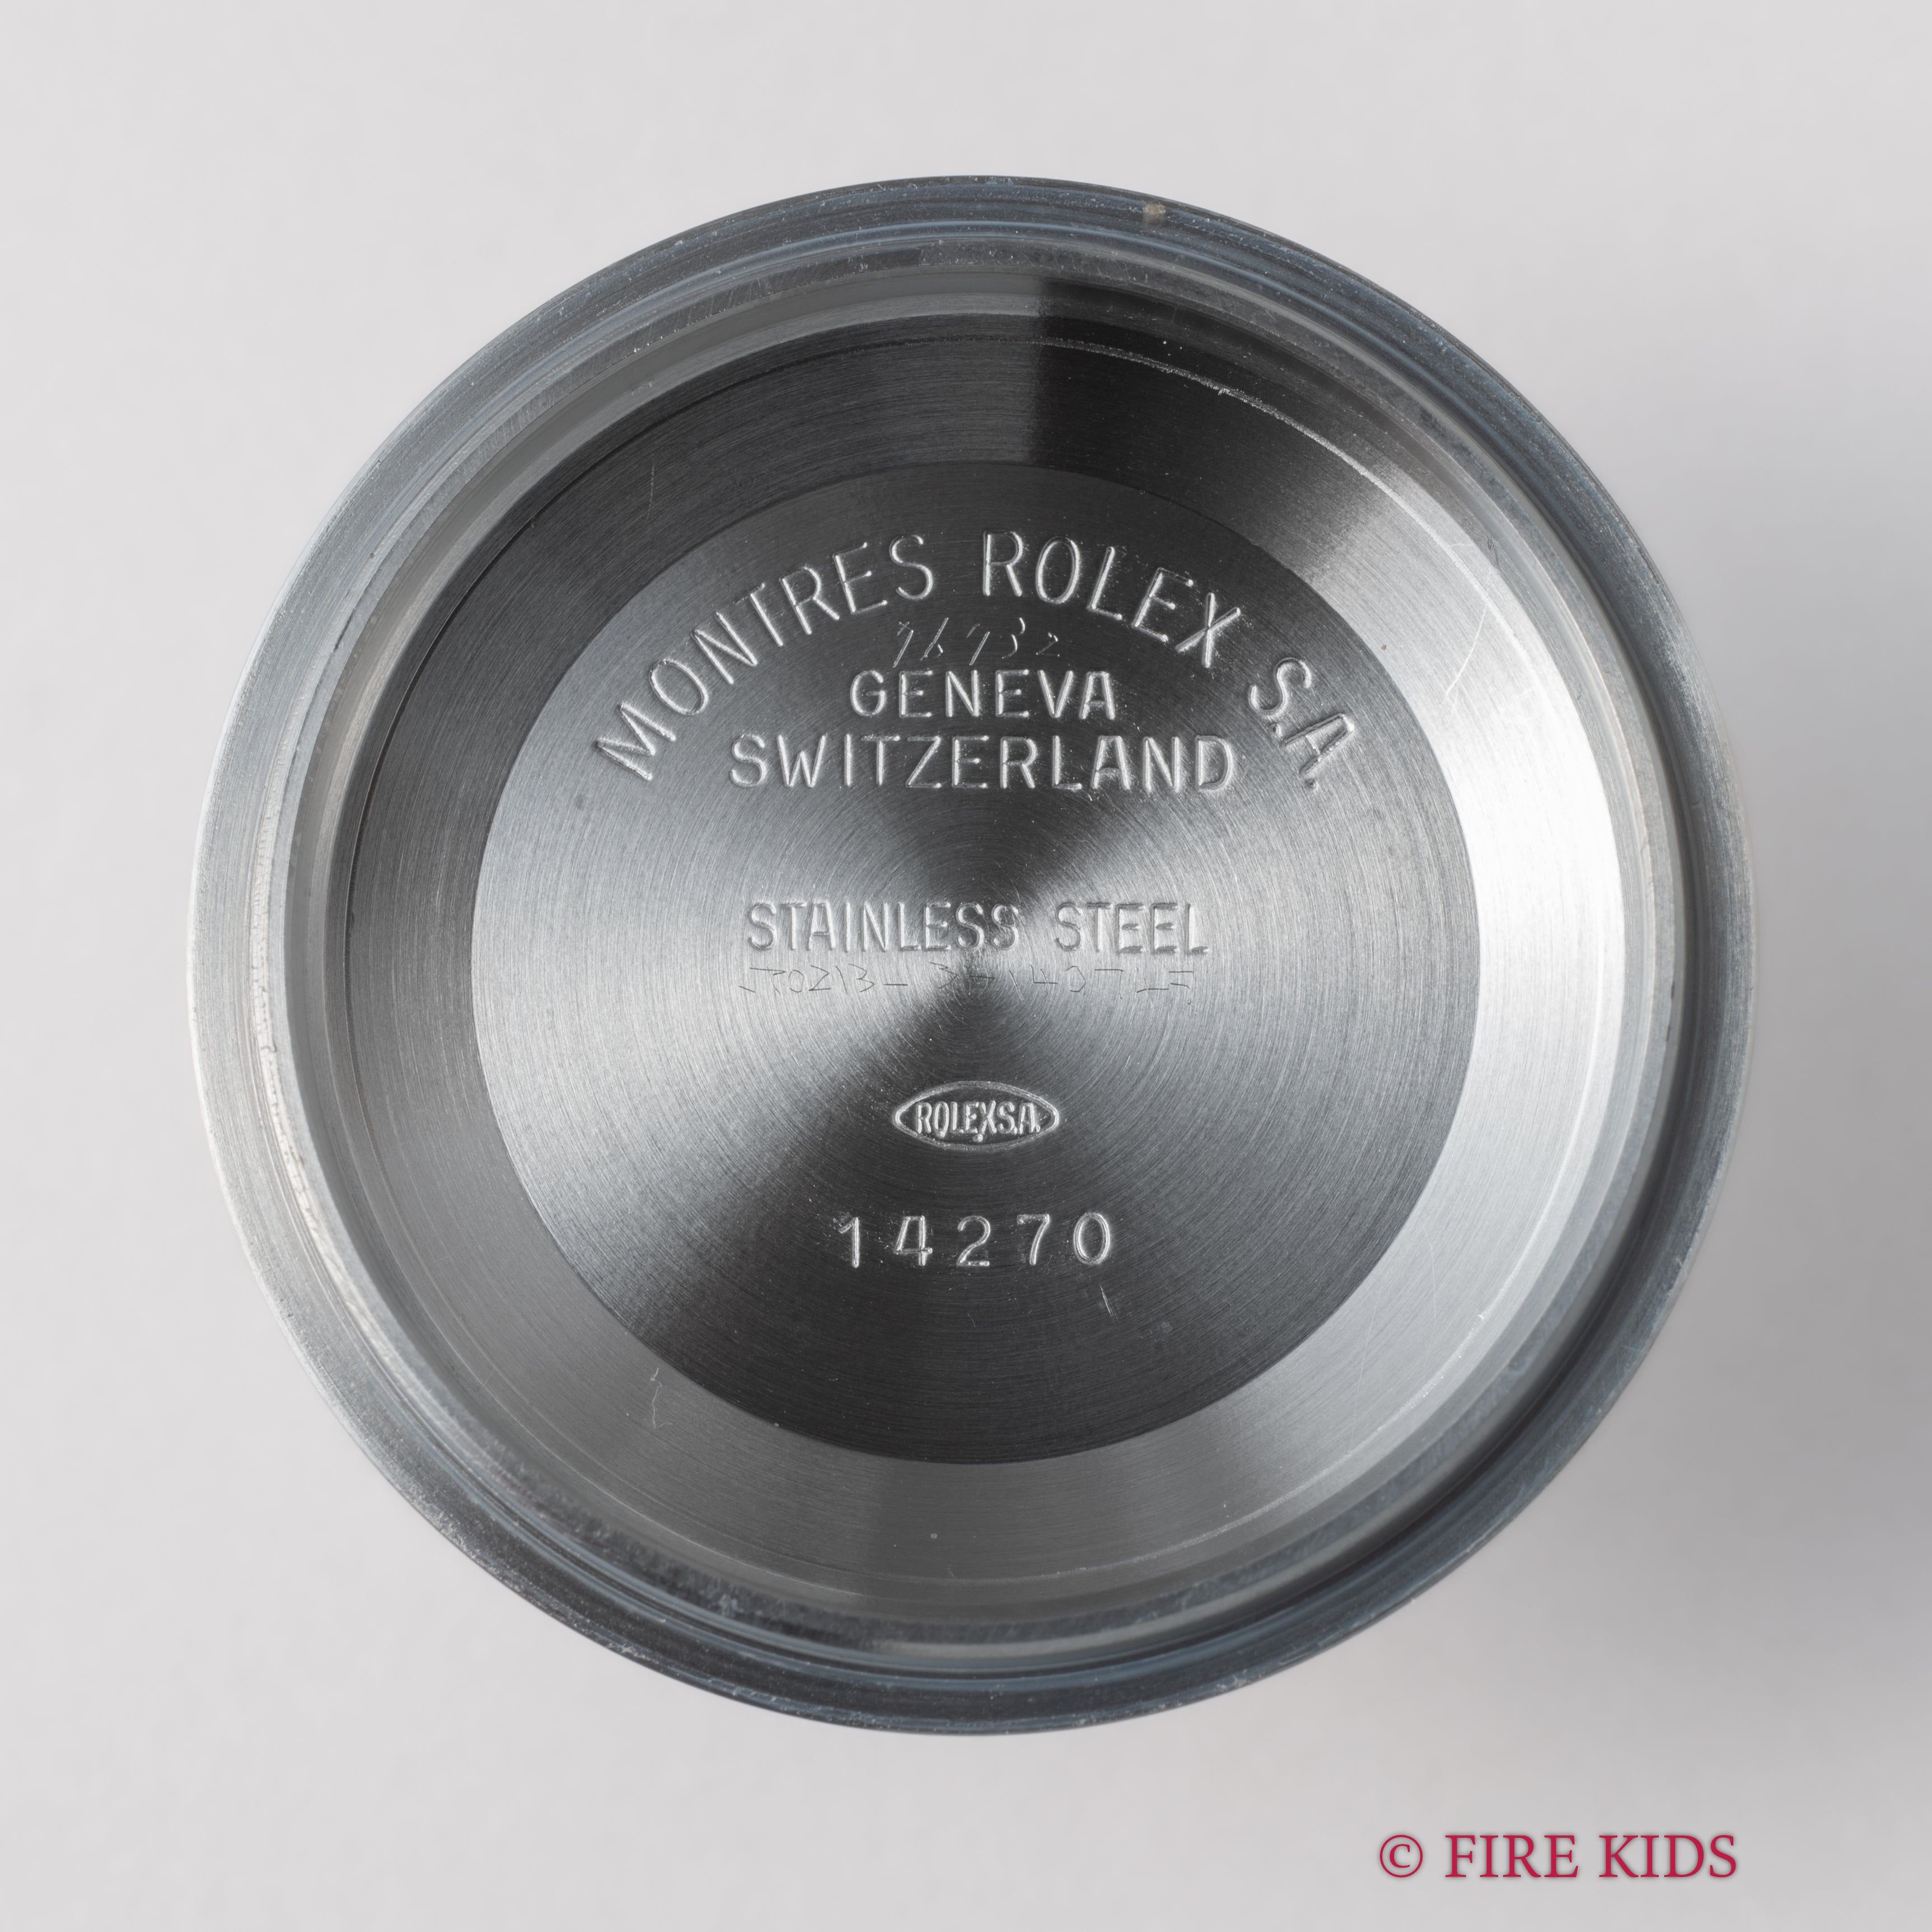 MONTRES ROLEX S.A.
GENEVA
SWITZERLAND
STAINLESS STEEL
ROLEX S.A.
14270
© FIRE KIDS